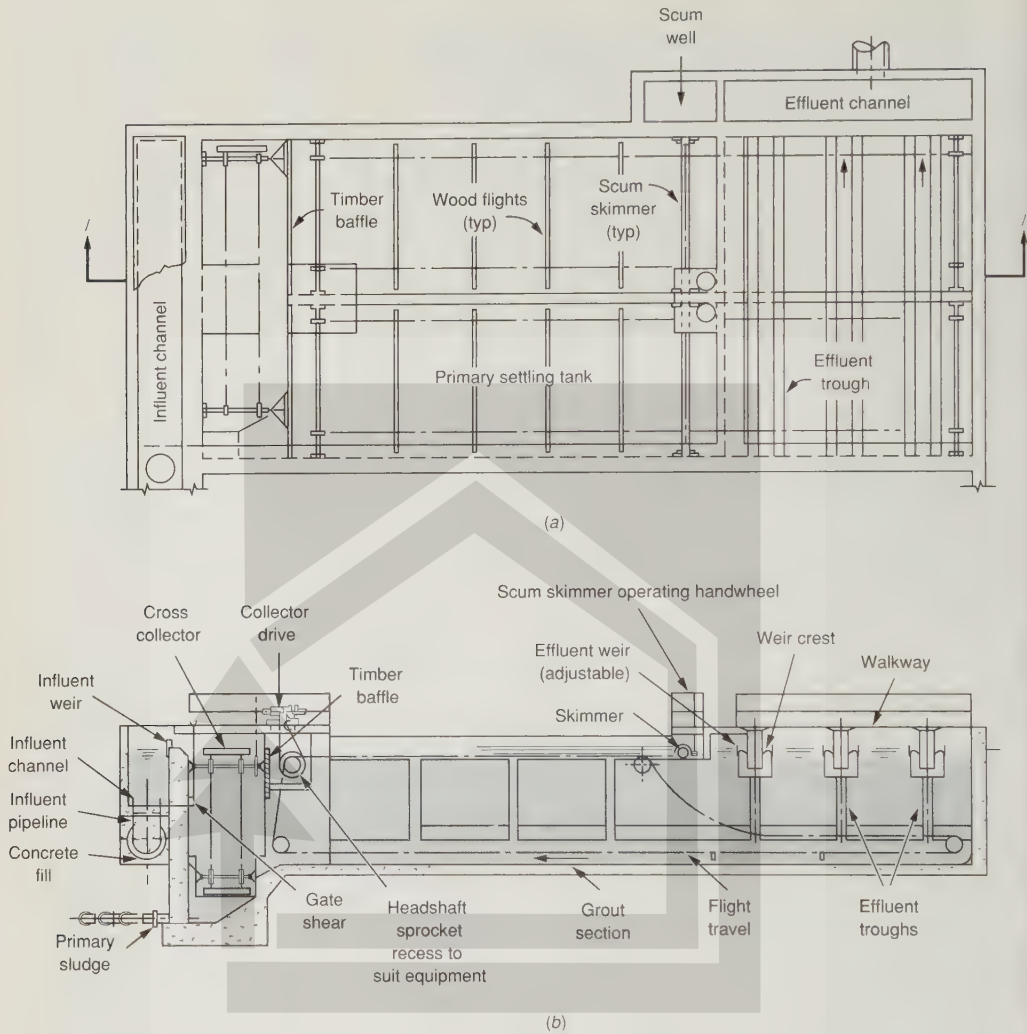 Scum
well
Effluent channel
Timber
baffle
Wood flights
(typ)
Scum
skimmer
(typ)
I
I
Influent channel
Primary settling tank
Effluent
trough
(a)
Scum skimmer operating handwheel
Cross
collector
Collector
drive
Effluent weir
(adjustable)
Weir crest
Timber
baffle
Walkway
Influent
weir
Skimmer
Influent
channel
Influent
pipeline
Concrete
fill
Gate
shear
Headshaft
sprocket
recess to
suit equipment
Grout
section
Flight
travel
Effluent
troughs
Primary
sludge
(b)